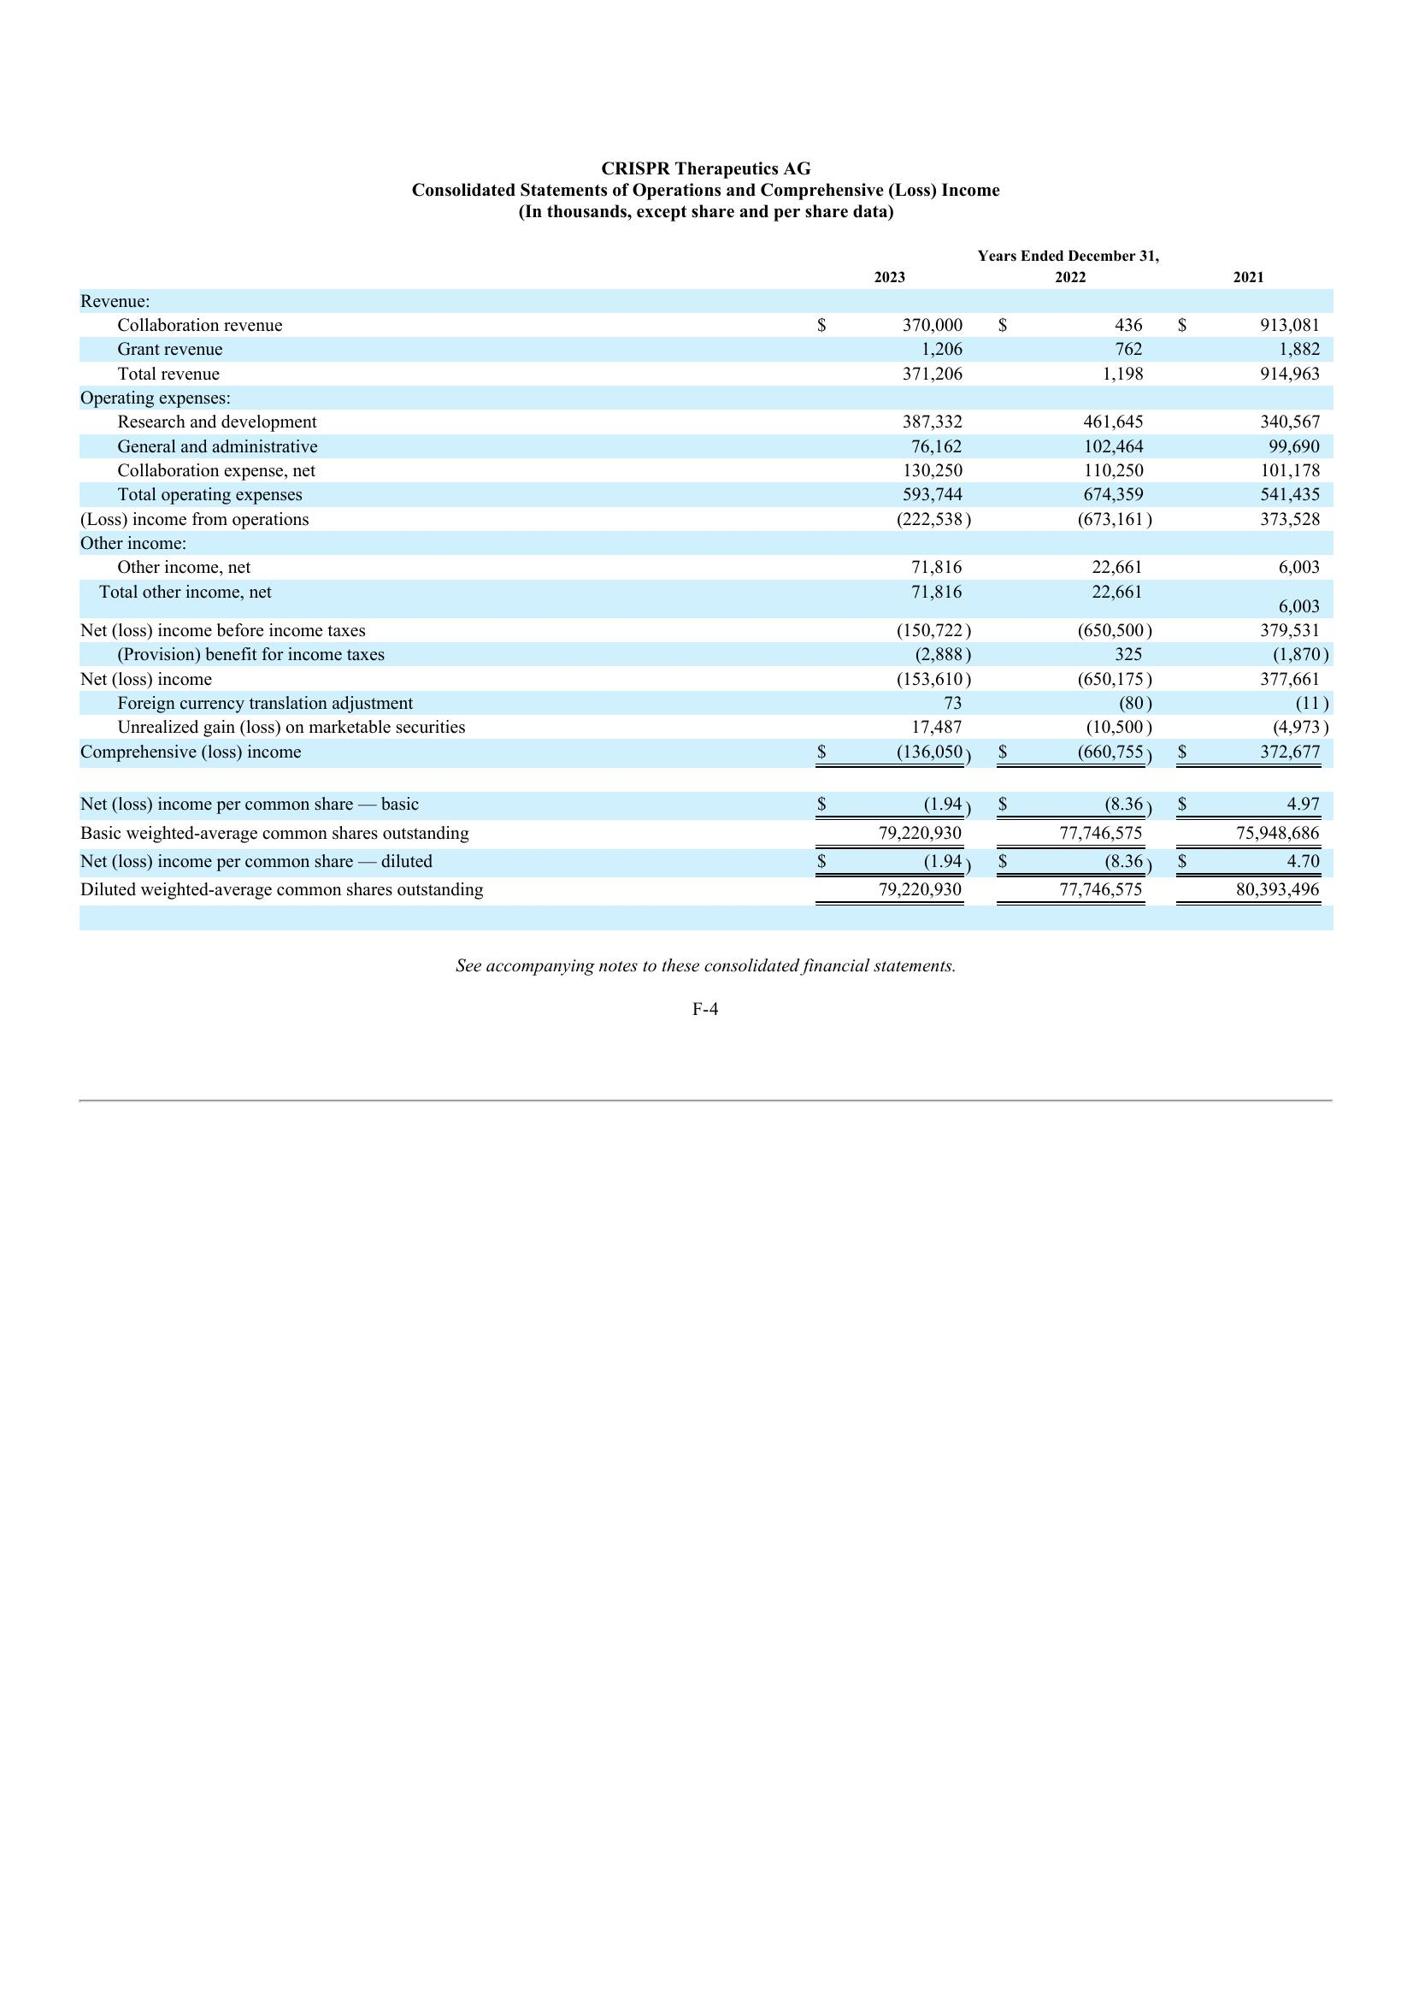 CRISPR Therapeutics AG
Consolidated Statements of Operations and Comprehensive (Loss) Income
(In thousands, except share and per share data)
Years Ended December 31,
2023 2022 2021
Revenue:
Collaboration revenue $ 370,000 $ 436 $ 913,081
Grant revenue 1,206 762 1,882
Total revenue 371,206 1,198 914,963
Operating expenses:
Research and development 387,332 461,645 340,567
General and administrative 76,162 102,464 99,690
Collaboration expense, net 130,250 110,250 101,178
Total operating expenses 593,744 674,359 541,435
(Loss) income from operations (222,538) (673,161) 373,528
Other income:
Other income, net 71,816 22,661 6,003
Total other income, net 71,816 22,661 6,003
Net (loss) income before income taxes (150,722) (650,500) 379,531
(Provision) benefit for income taxes (2,888) 325 (1,870)
Net (loss) income (153,610) (650,175) 377,661
Foreign currency translation adjustment 73 (80) (11)
Unrealized gain (loss) on marketable securities 17,487 (10,500) (4,973)
Comprehensive (loss) income $ (136,050) $ (660,755) $ 372,677
Net (loss) income per common share — basic $ (1.94) $ (8.36) $ 4.97
Basic weighted-average common shares outstanding 79,220,930 77,746,575 75,948,686
Net (loss) income per common share — diluted $ (1.94) $ (8.36) $ 4.70
Diluted weighted-average common shares outstanding 79,220,930 77,746,575 80,393,496
See accompanying notes to these consolidated financial statements.
F-4